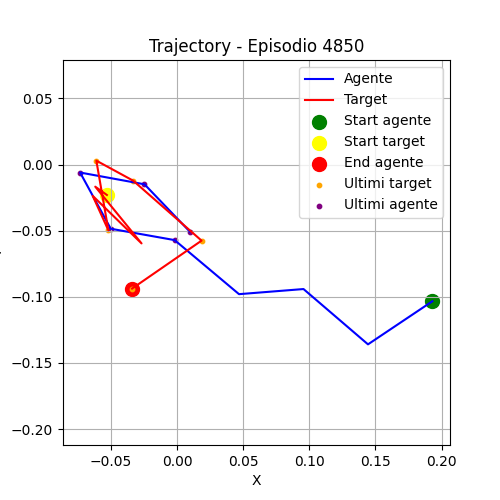 Trajectory - Episodio 4850
Agente
Target
Start agente
Start target
End agente
Ultimi target
Ultimi agente
0.05
0.00
−0.05
−0.10
−0.15
−0.20
−0.05
0.00
0.05
0.10
0.15
0.20
X